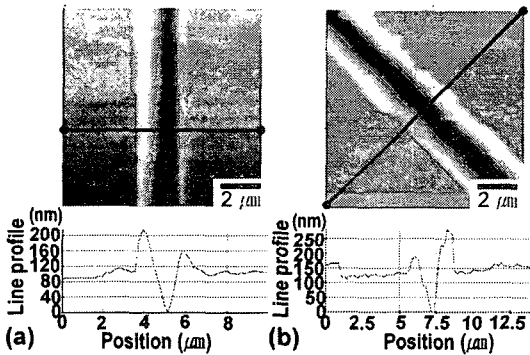 2 μm
2 μm
Line profile (nm)
200
160
120
80
40
0
0 2 4 6 8
Position (μm)
(a)
Line profile (nm)
250
200
150
100
50
0
0 2.5 5 7.5 10 12.5
Position (μm)
(b)